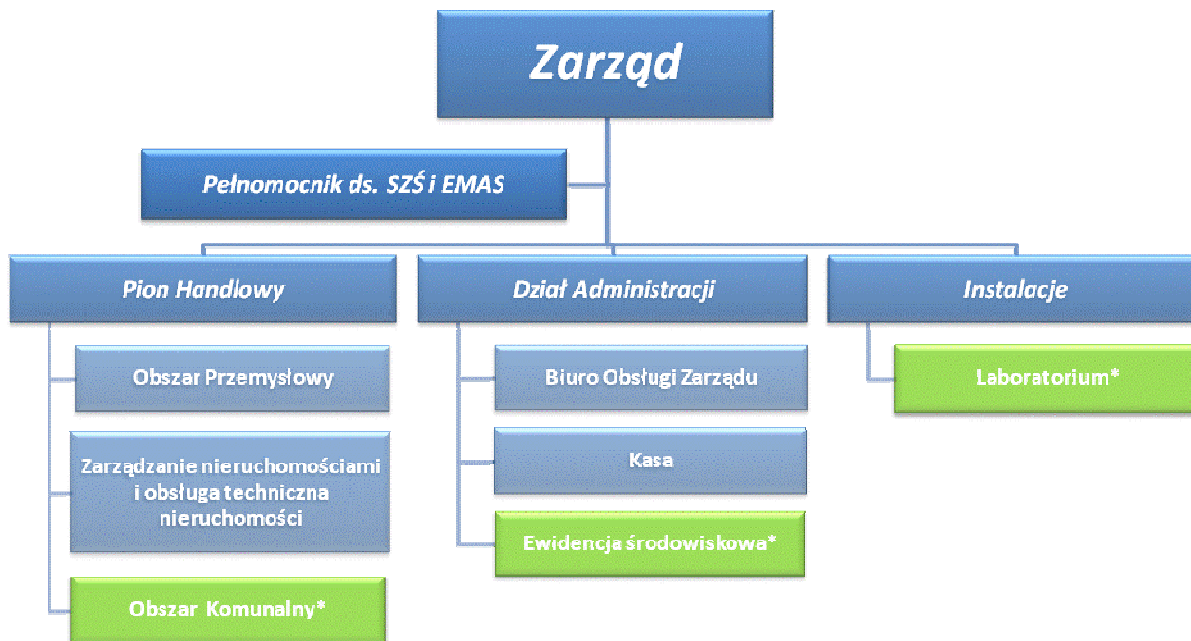 Zarząd
Pełnomocnik ds. SZŚ i EMAS
Pion Handlowy
Obszar Przemysłowy
Zarządzanie nieruchomościami
i obsługa techniczna
nieruchomości
Obszar Komunalny*
Dział Administracji
Biuro Obsługi Zarządu
Kasa
Ewidencja środowiskowa*
Instalacje
Laboratorium*